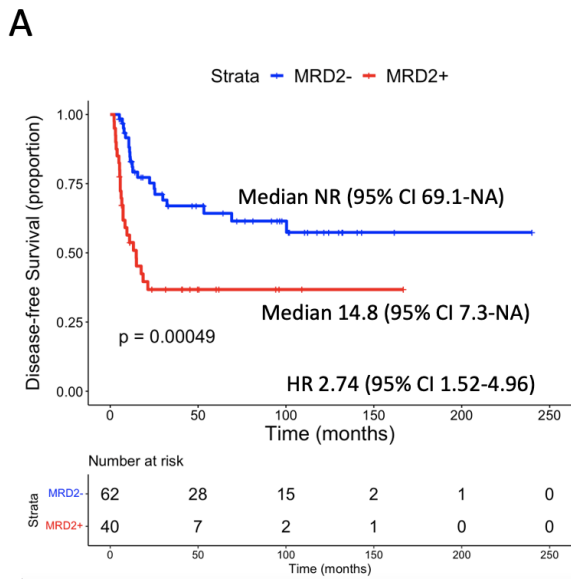 A
Strata MRD2- MRD2+
Disease-free Survival (proportion)
1.00
0.75
0.50
0.25
0.00
Median NR (95% CI 69.1-NA)
Median 14.8 (95% CI 7.3-NA)
p = 0.00049
HR 2.74 (95% CI 1.52-4.96)
0 50 100 150 200 250
Time (months)
Number at risk
Strata
MRD2- 62 28 15 2 1 0
MRD2+ 40 7 2 1 0 0
0 50 100 150 200 250
Time (months)